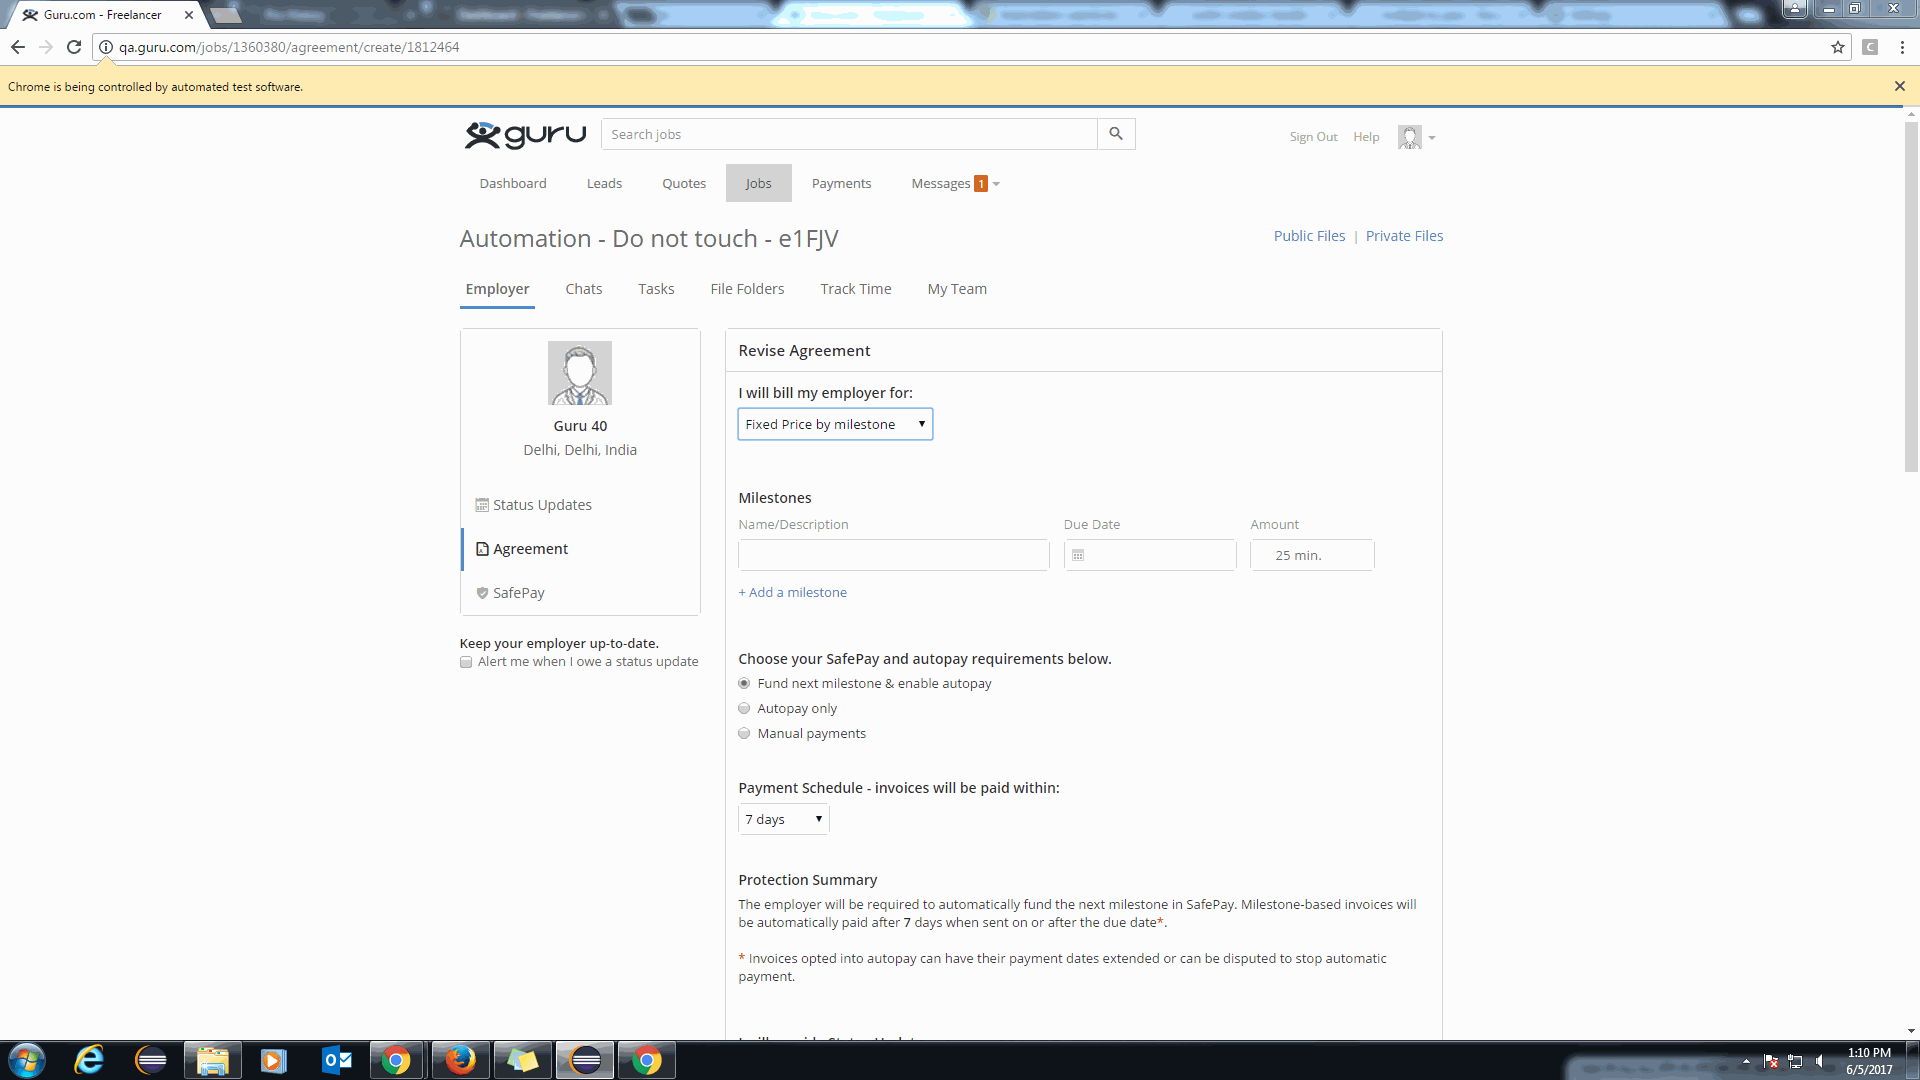 Guru.com - Freelancer
qa.guru.com/jobs/1360380/agreement/create/1812464
C
Chrome is being controlled by automated test software.
guru
Search jobs
Sign Out Help
Dashboard Leads Quotes Jobs Payments Messages 1
Automation - Do not touch - e1FJV
Public Files | Private Files
Employer Chats Tasks File Folders Track Time My Team
Guru 40
Delhi, Delhi, India
Status Updates
Agreement
SafePay
Keep your employer up-to-date.
Alert me when I owe a status update
Revise Agreement
I will bill my employer for:
Fixed Price by milestone
Milestones
Name/Description Due Date Amount
25 min.
+ Add a milestone
Choose your SafePay and autopay requirements below.
Fund next milestone & enable autopay
Autopay only
Manual payments
Payment Schedule - invoices will be paid within:
7 days
Protection Summary
The employer will be required to automatically fund the next milestone in SafePay. Milestone-based invoices will
be automatically paid after 7 days when sent on or after the due date*.
* Invoices opted into autopay can have their payment dates extended or can be disputed to stop automatic
payment.
1:10 PM
6/5/2017